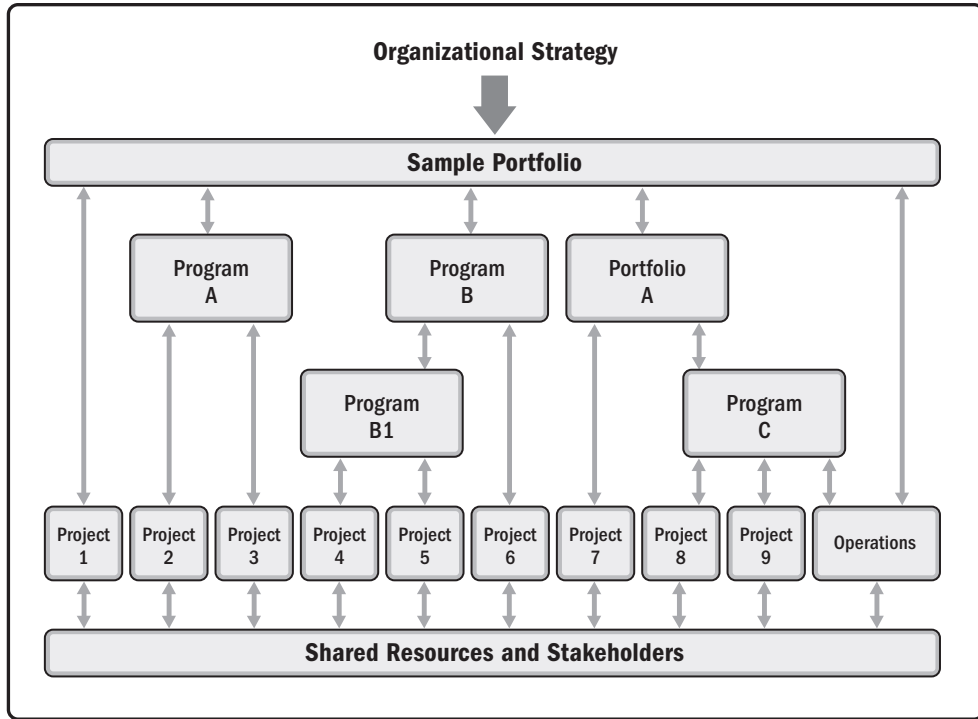 Organizational Strategy
Sample Portfolio
Program
A
Program
B
Portfolio
A
Program
B1
Program
C
Project
1
Project
2
Project
3
Project
4
Project
5
Project
6
Project
7
Project
8
Project
9
Operations
Shared Resources and Stakeholders